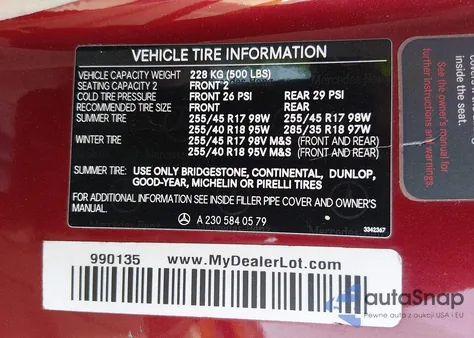 VEHICLE TIRE INFORMATION
VEHICLE CAPACITY WEIGHT 228 KG (500 LBS)
SEATING CAPACITY 2 FRONT 2
COLD TIRE PRESSURE FRONT 26 PSI REAR 29 PSI
RECOMMENDED TIRE SIZE FRONT REAR
SUMMER TIRE 255/45 R17 98W 255/45 R17 98W
255/40 R18 95W 285/35 R18 97W
WINTER TIRE 255/45 R17 98V M&S (FRONT AND REAR)
255/40 R18 95V M&S (FRONT AND REAR)
SUMMER TIRE: USE ONLY BRIDGESTONE, CONTINENTAL, DUNLOP,
GOOD-YEAR, MICHELIN OR PIRELLI TIRES
FOR ADDITIONAL INFORMATION SEE INSIDE FILLER PIPE COVER AND OWNER'S
MANUAL.
A 230 584 05 79
3342367
990135 www.MyDealerLot.com
inside the seat.
See the owner's manual for
further instructions and warnings
autoSnap
Pewne auto z aukcji USA i EU